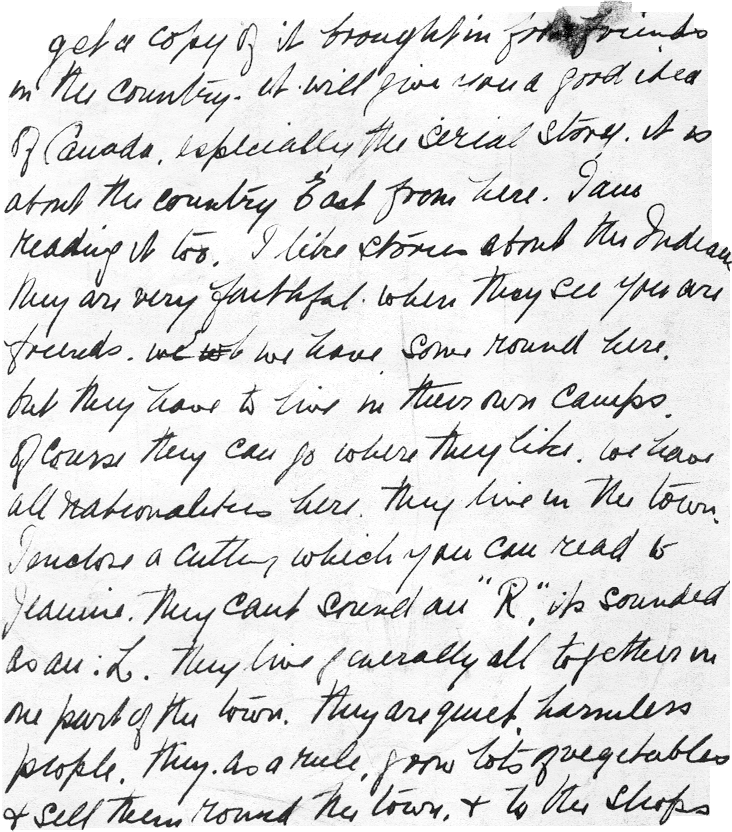 get a copy of it brought in from friends
in the country. it will give you a good idea
of Canada, especially the serial story. it is
about the country East from here. I am
reading it too. I like stories about the Indians
they are very faithful. when they see you are
friends. we have some round here.
but they have to live in their own camps.
of course they can go where they like. we have
all nationalities here. they live in the town.
I enclose a cutting which you can read to
Jeannie. they cant sound an "R", its sounded
as an: L. they live generally all together in
one part of the town. they are quiet, harmless
people. they. as a rule, grow lots of vegetables
& sell them round the town, & to the shops